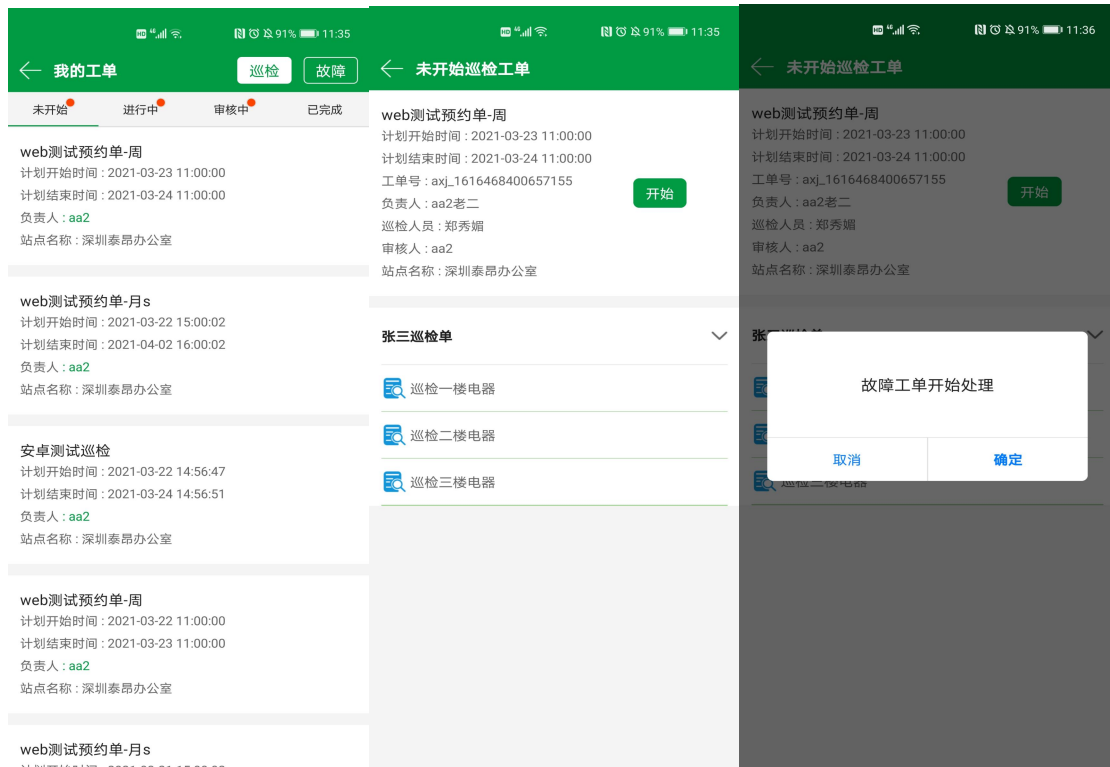 HD 46 91% 11:35
我的工单
巡检
故障
未开始
进行中
审核中
已完成
web测试预约单-周
计划开始时间 : 2021-03-23 11:00:00
计划结束时间 : 2021-03-24 11:00:00
负责人 : aa2
站点名称 : 深圳泰昂办公室
web测试预约单-月s
计划开始时间 : 2021-03-22 15:00:02
计划结束时间 : 2021-04-02 16:00:02
负责人 : aa2
站点名称 : 深圳泰昂办公室
安卓测试巡检
计划开始时间 : 2021-03-22 14:56:47
计划结束时间 : 2021-03-24 14:56:51
负责人 : aa2
站点名称 : 深圳泰昂办公室
web测试预约单-周
计划开始时间 : 2021-03-22 11:00:00
计划结束时间 : 2021-03-23 11:00:00
负责人 : aa2
站点名称 : 深圳泰昂办公室
web测试预约单-月s
HD 46 91% 11:35
未开始巡检工单
web测试预约单-周
计划开始时间 : 2021-03-23 11:00:00
计划结束时间 : 2021-03-24 11:00:00
工单号 : axj_1616468400657155
负责人 : aa2老二
巡检人员 : 郑秀媚
审核人 : aa2
站点名称 : 深圳泰昂办公室
开始
张三巡检单
巡检一楼电器
巡检二楼电器
巡检三楼电器
HD 46 91% 11:36
未开始巡检工单
web测试预约单-周
计划开始时间 : 2021-03-23 11:00:00
计划结束时间 : 2021-03-24 11:00:00
工单号 : axj_1616468400657155
负责人 : aa2老二
巡检人员 : 郑秀媚
审核人 : aa2
站点名称 : 深圳泰昂办公室
开始
张
故障工单开始处理
取消
确定
巡检三楼电器